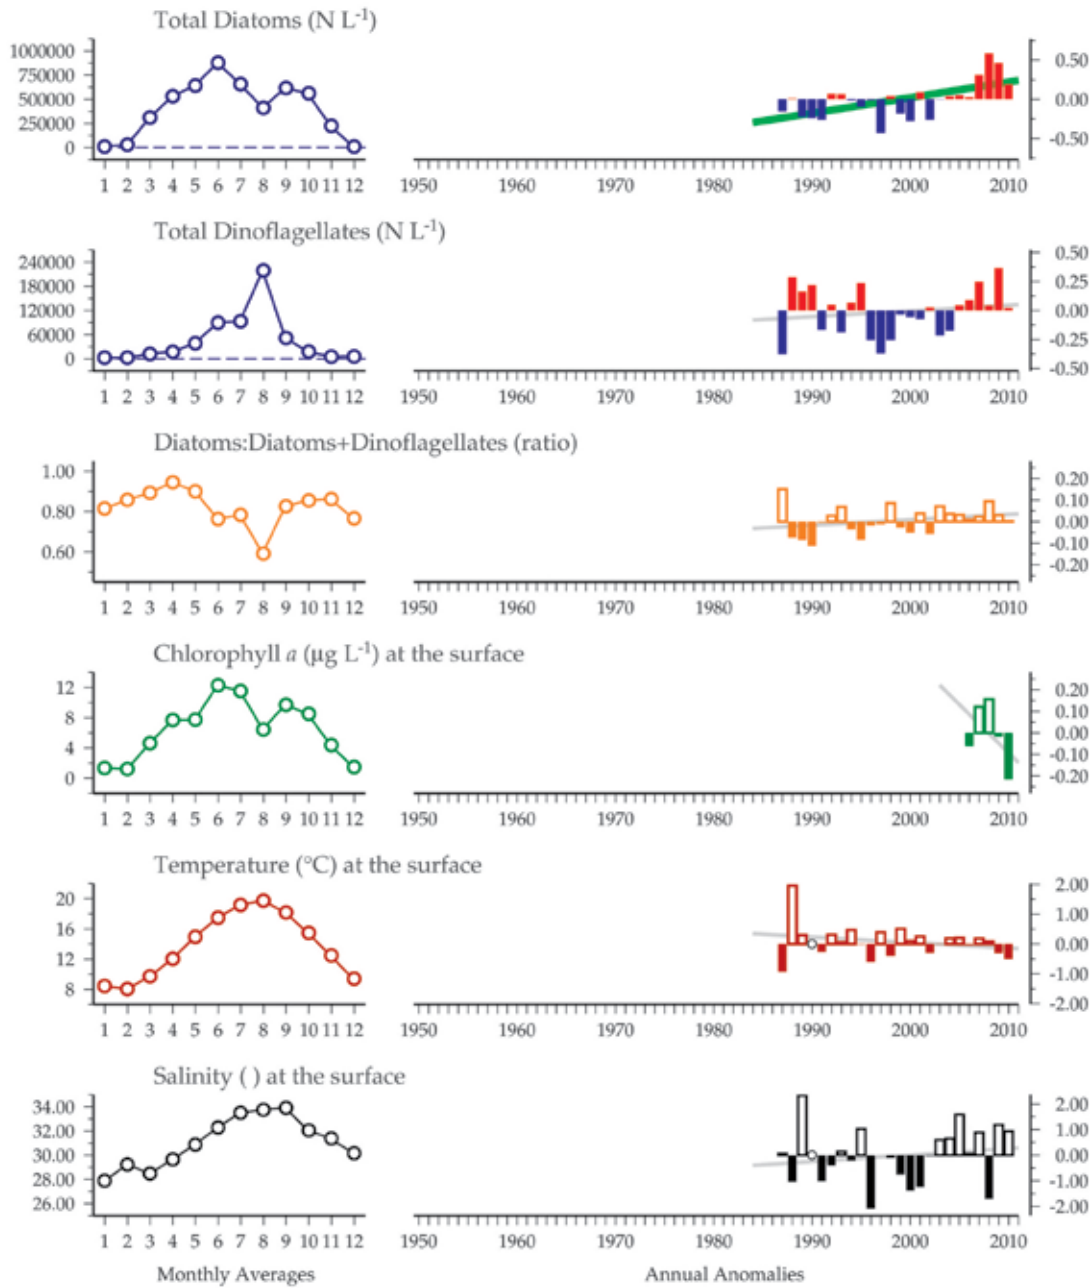 Total Diatoms (N L⁻¹)
1000000
750000
500000
250000
0
0.50
0.00
-0.50
1 2 3 4 5 6 7 8 9 10 11 12
1950 1960 1970 1980 1990 2000 2010
Total Dinoflagellates (N L⁻¹)
240000
180000
120000
60000
0
0.50
0.25
0.00
-0.25
-0.50
1 2 3 4 5 6 7 8 9 10 11 12
1950 1960 1970 1980 1990 2000 2010
Diatoms:Diatoms+Dinoflagellates (ratio)
1.00
0.80
0.60
0.20
0.10
0.00
-0.10
-0.20
1 2 3 4 5 6 7 8 9 10 11 12
1950 1960 1970 1980 1990 2000 2010
Chlorophyll a (µg L⁻¹) at the surface
12
8
4
0
0.20
0.10
0.00
-0.10
-0.20
1 2 3 4 5 6 7 8 9 10 11 12
1950 1960 1970 1980 1990 2000 2010
Temperature (°C) at the surface
20
16
12
8
2.00
1.00
0.00
-1.00
-2.00
1 2 3 4 5 6 7 8 9 10 11 12
1950 1960 1970 1980 1990 2000 2010
Salinity ( ) at the surface
34.00
32.00
30.00
28.00
26.00
2.00
1.00
0.00
-1.00
-2.00
1 2 3 4 5 6 7 8 9 10 11 12
1950 1960 1970 1980 1990 2000 2010
Monthly Averages
Annual Anomalies